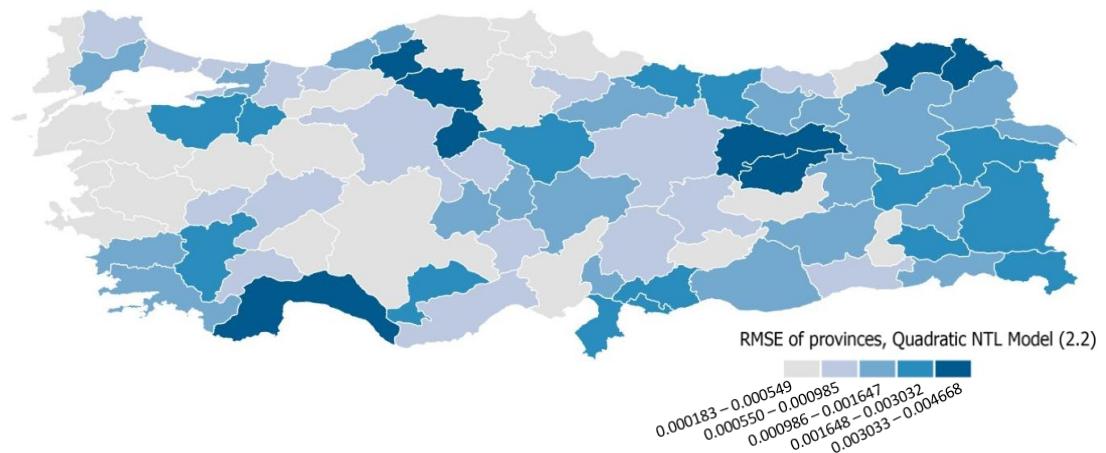 RMSE of provinces, Quadratic NTL Model (2.2)
0.000183 – 0.000549
0.000550 – 0.000985
0.000986 – 0.001647
0.001648 – 0.003032
0.003033 – 0.004668